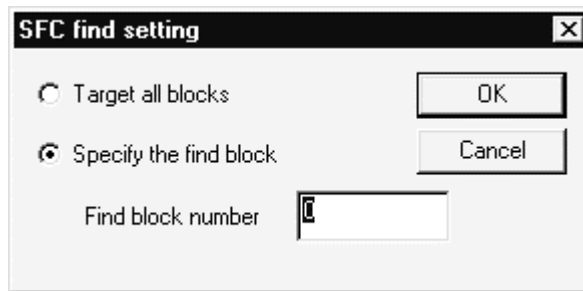 SFC find setting
Target all blocks
OK
Specify the find block
Cancel
Find block number
0